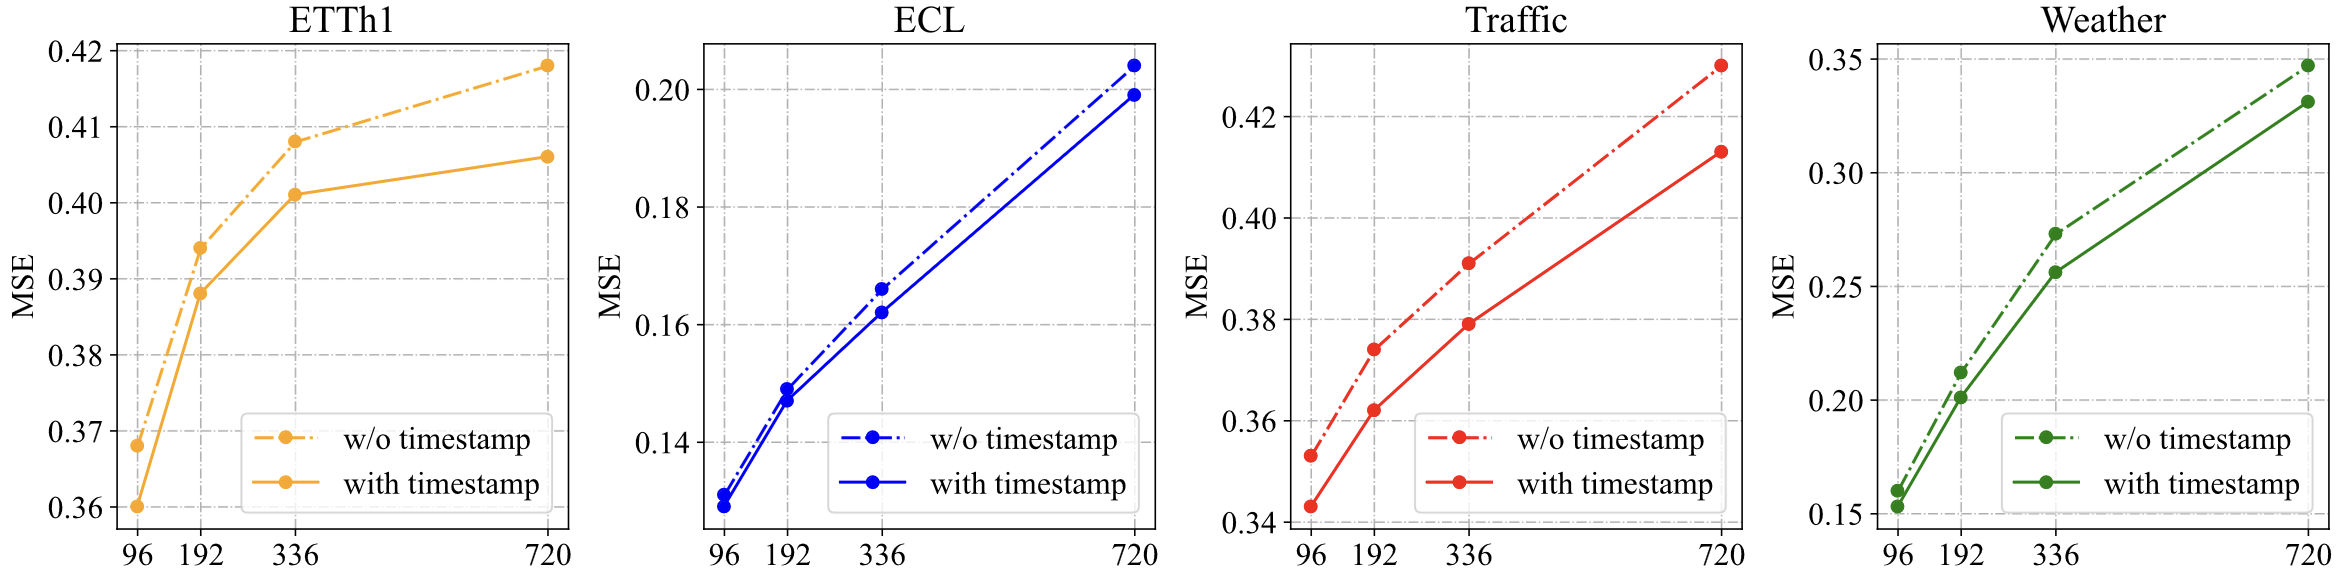 ETTh1
0.42
0.41
0.40
0.39
0.38
0.37
0.36
MSE
w/o timestamp
with timestamp
96 192 336 720
ECL
0.20
0.18
0.16
0.14
MSE
w/o timestamp
with timestamp
96 192 336 720
Traffic
0.42
0.40
0.38
0.36
0.34
MSE
w/o timestamp
with timestamp
96 192 336 720
Weather
0.35
0.30
0.25
0.20
0.15
MSE
w/o timestamp
with timestamp
96 192 336 720